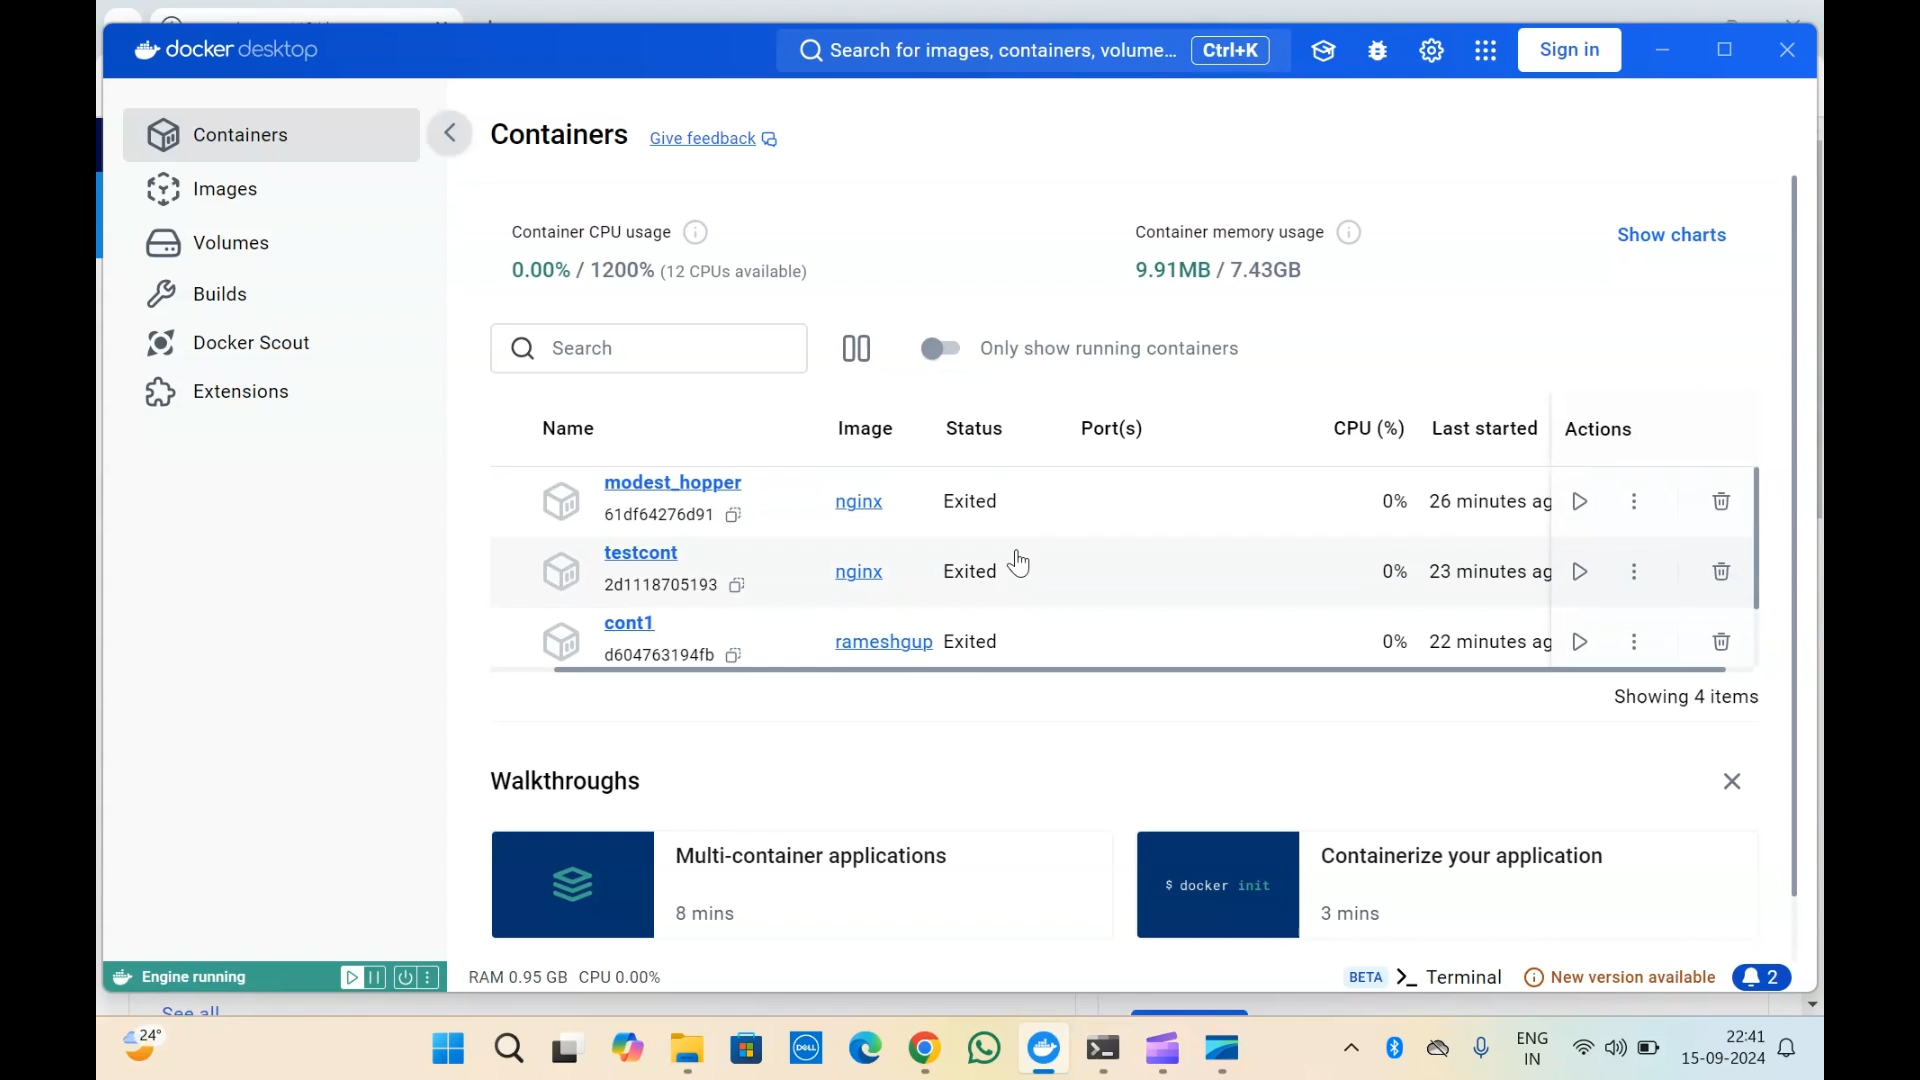 docker desktop
Search for images, containers, volume... Ctrl+K
Sign in
Containers
Images
Volumes
Builds
Docker Scout
Extensions
Containers Give feedback
Container CPU usage
0.00% / 1200% (12 CPUs available)
Container memory usage
9.91MB / 7.43GB
Show charts
Search
Only show running containers
Name Image Status Port(s) CPU (%) Last started Actions
modest_hopper
61df64276d91
nginx Exited 0% 26 minutes ag
testcont
2d1118705193
nginx Exited 0% 23 minutes ag
cont1
d604763194fb
rameshgup Exited 0% 22 minutes ag
Showing 4 items
Walkthroughs
Multi-container applications
8 mins
$ docker init
Containerize your application
3 mins
Engine running
RAM 0.95 GB CPU 0.00%
BETA >_ Terminal
New version available
2
See all
24°
DELL
ENG
IN
22:41
15-09-2024